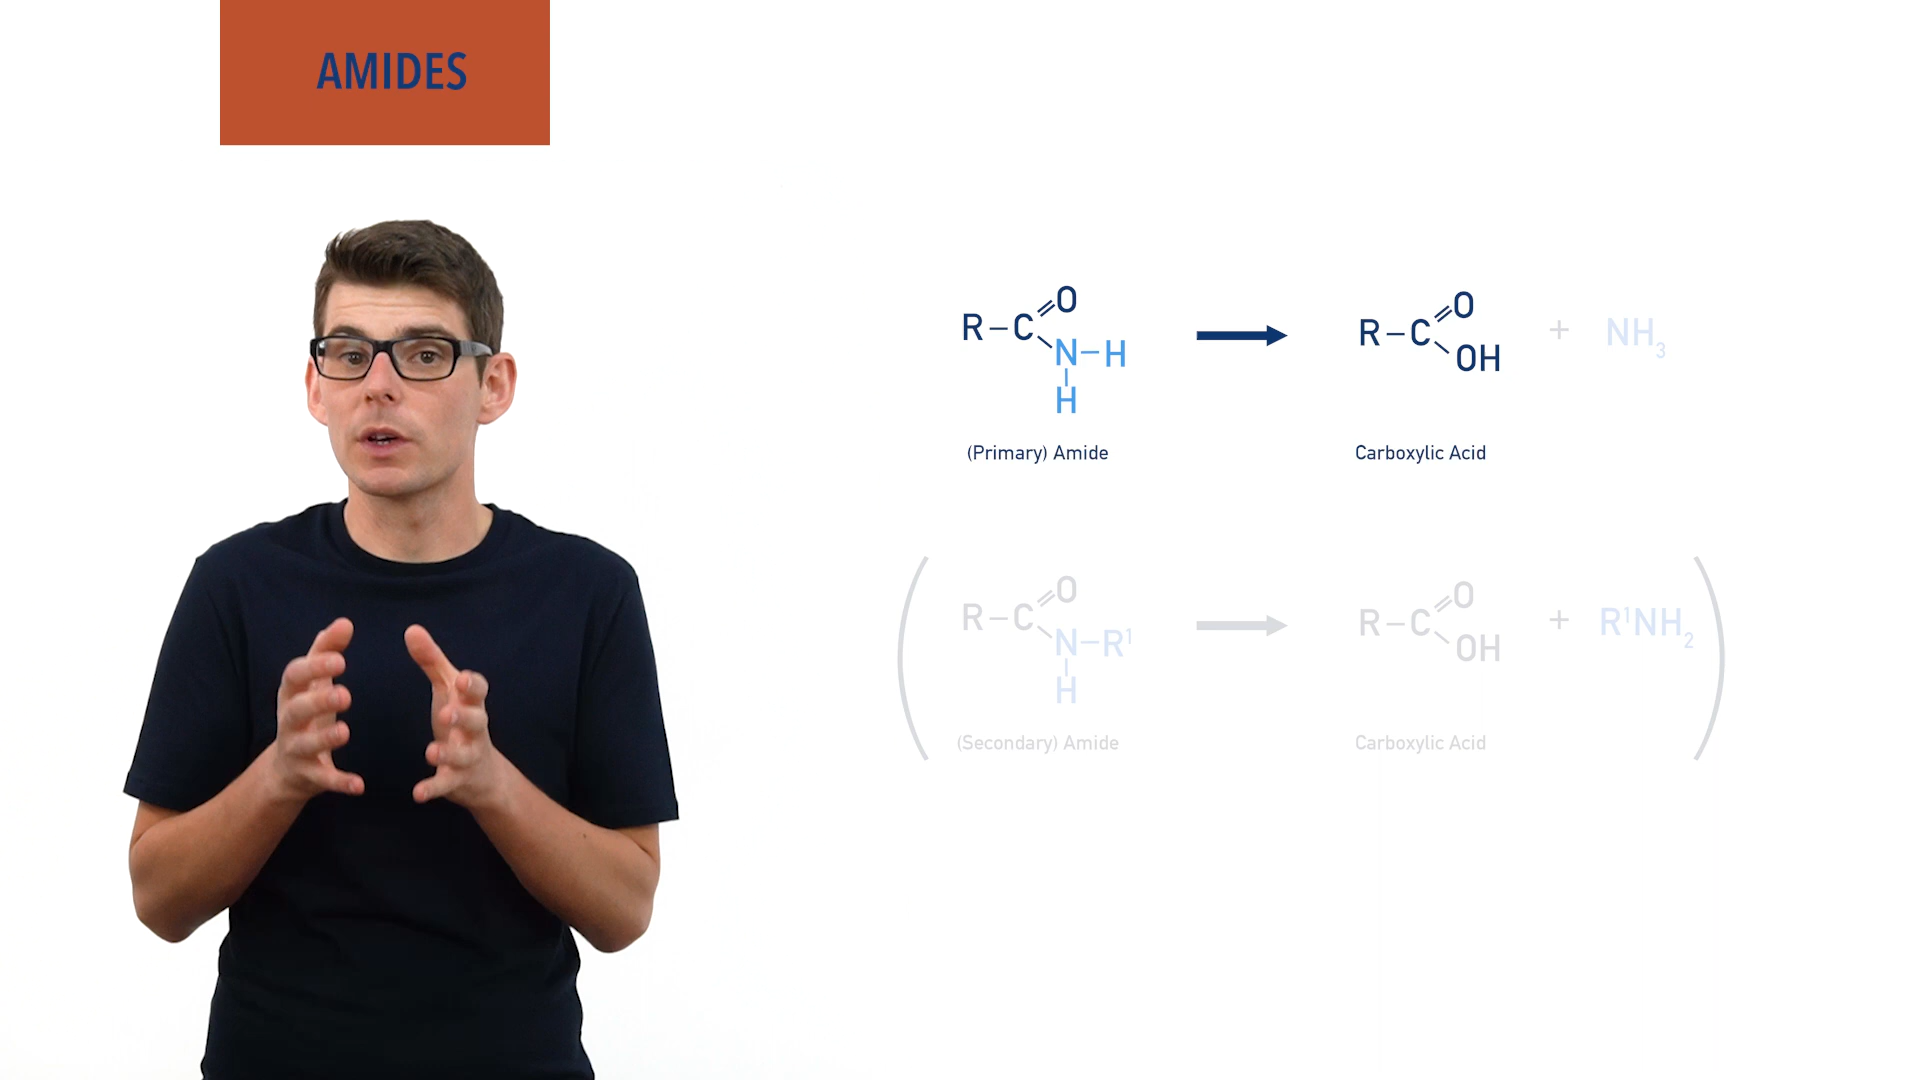 AMIDES
R–C
O
N–H
H
(Primary) Amide
R–C
O
OH
Carboxylic Acid
+ NH₃
R–C
O
N–R¹
H
(Secondary) Amide
R–C
O
OH
Carboxylic Acid
+ R¹NH₂